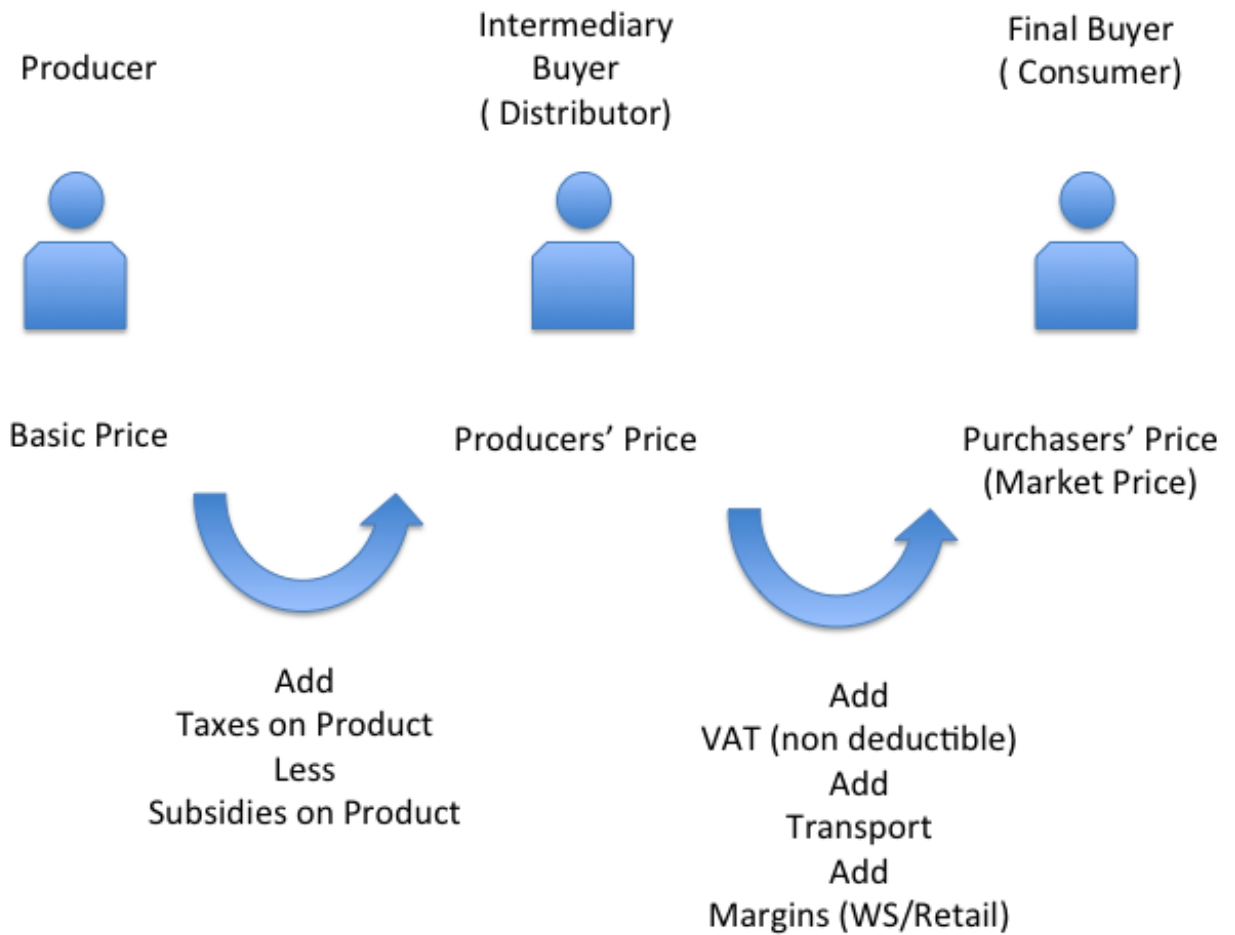 Producer
Intermediary
Buyer
( Distributor)
Final Buyer
( Consumer)
Basic Price
Producers’ Price
Purchasers’ Price
(Market Price)
Add
Taxes on Product
Less
Subsidies on Product
Add
VAT (non deductible)
Add
Transport
Add
Margins (WS/Retail)